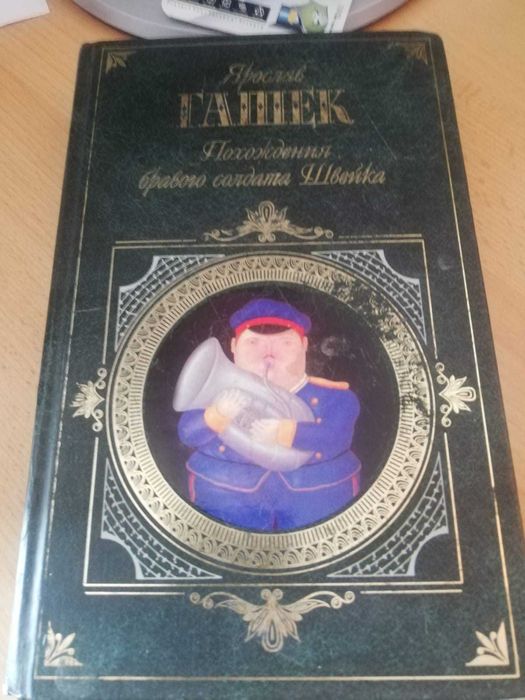 Ярослав
ГАШЕК
Похождения
бравого солдата Швейка